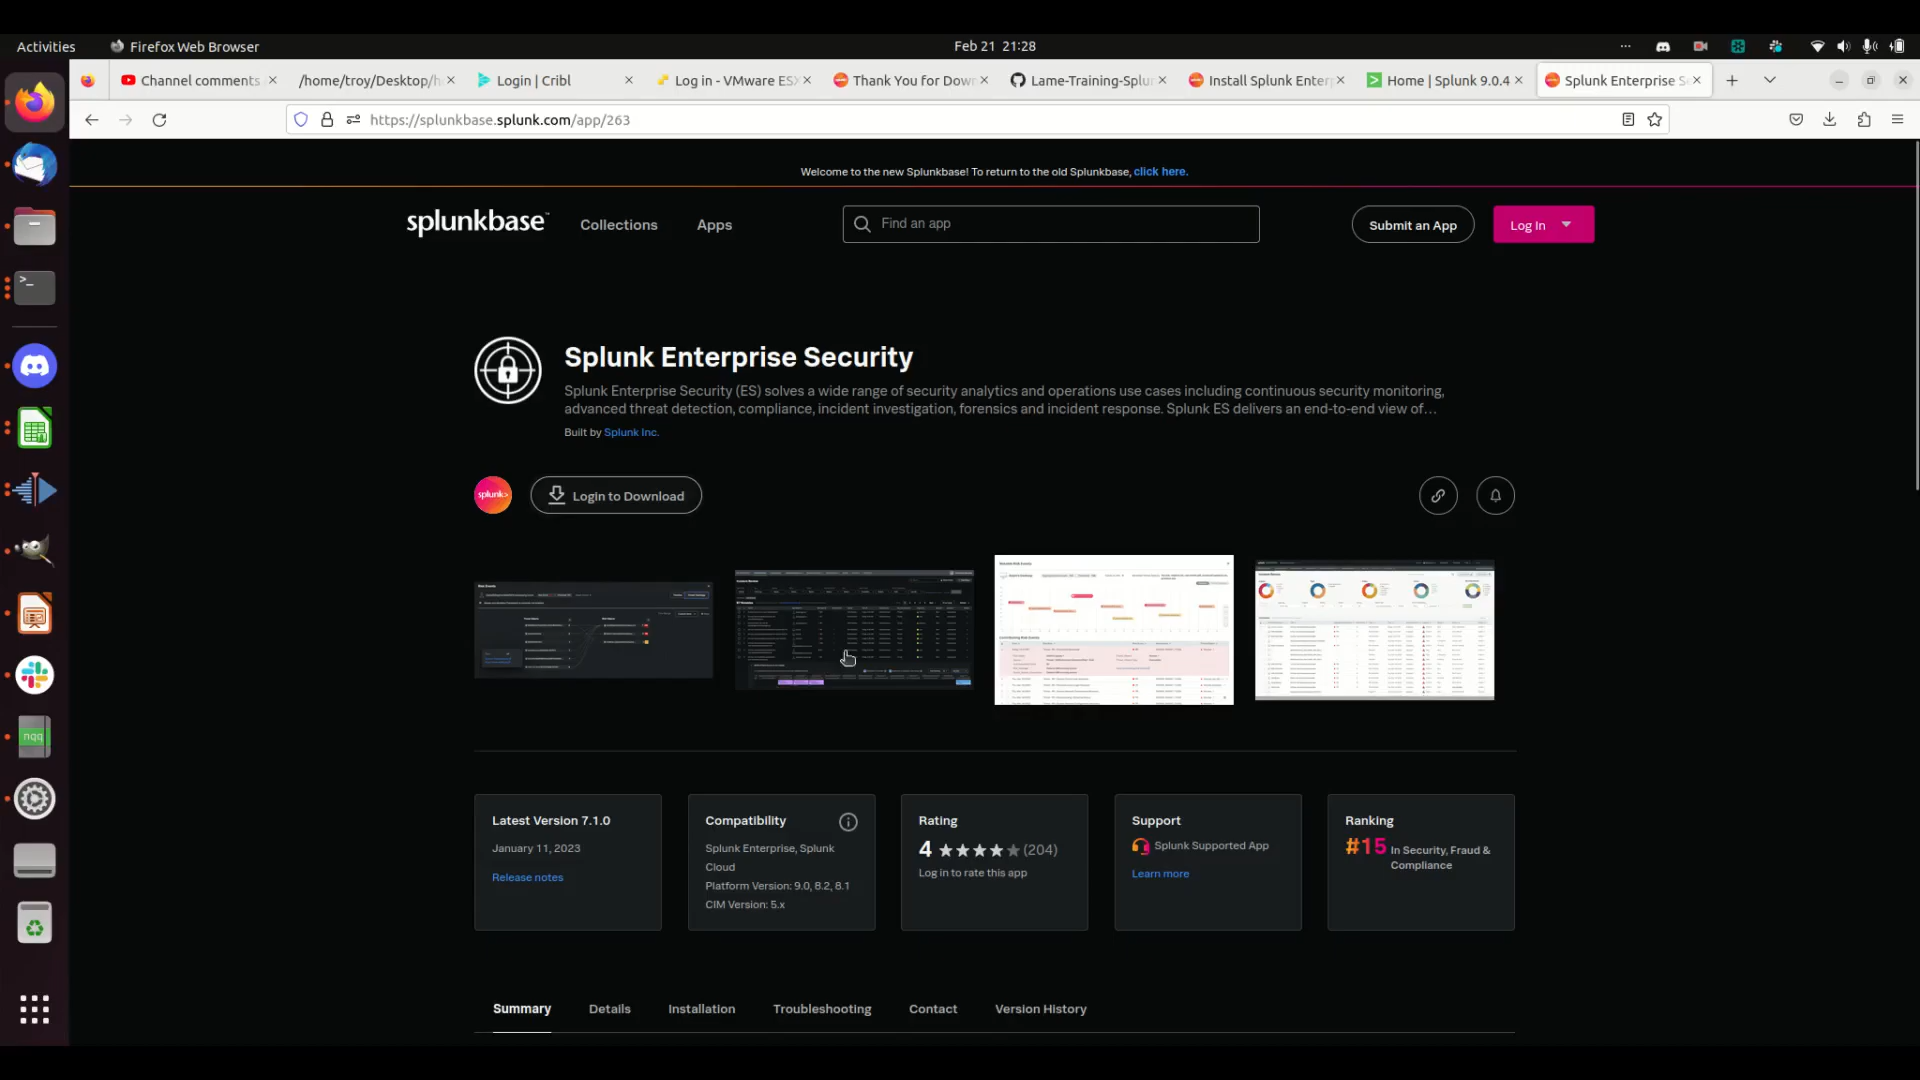 Activities
Firefox Web Browser
Feb 21 21:28
Channel comments
/home/troy/Desktop/h
Login | Cribl
Log in - VMware ESX
Thank You for Dow
Lame-Training-Splu
Install Splunk Enter
Home | Splunk 9.0.4
Splunk Enterprise S
https://splunkbase.splunk.com/app/263
Welcome to the new Splunkbase! To return to the old Splunkbase, click here.
splunkbase™
Collections
Apps
Find an app
Submit an App
Log In
Splunk Enterprise Security
Splunk Enterprise Security (ES) solves a wide range of security analytics and operations use cases including continuous security monitoring,
advanced threat detection, compliance, incident investigation, forensics and incident response. Splunk ES delivers an end-to-end view of…
Built by Splunk Inc.
splunk>
Login to Download
Latest Version 7.1.0
January 11, 2023
Release notes
Compatibility
Splunk Enterprise, Splunk
Cloud
Platform Version: 9.0, 8.2, 8.1
CIM Version: 5.x
Rating
4 (204)
Log in to rate this app
Support
Splunk Supported App
Learn more
Ranking
#15 In Security, Fraud &
Compliance
nqq
Summary
Details
Installation
Troubleshooting
Contact
Version History